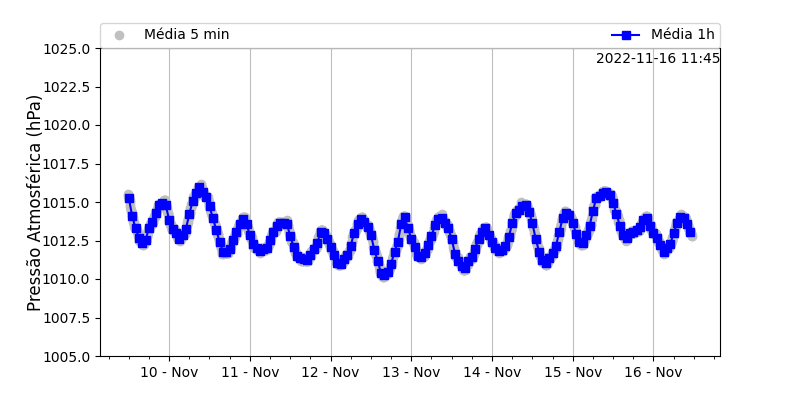 Média 5 min
Média 1h
2022-11-16 11:45
Pressão Atmosférica (hPa)
1025.0
1022.5
1020.0
1017.5
1015.0
1012.5
1010.0
1007.5
1005.0
10 - Nov
11 - Nov
12 - Nov
13 - Nov
14 - Nov
15 - Nov
16 - Nov